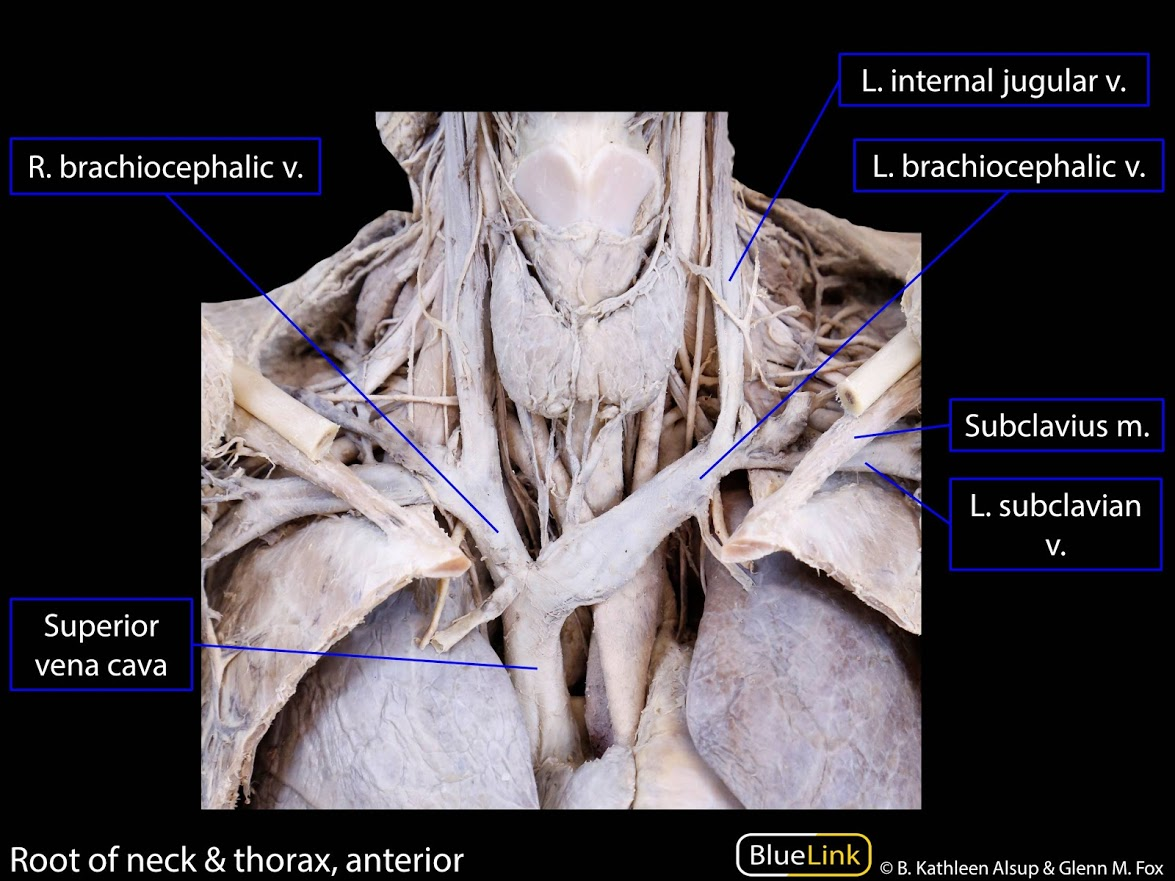 L. internal jugular v.
R. brachiocephalic v.
L. brachiocephalic v.
Subclavius m.
L. subclavian
v.
Superior
vena cava
Root of neck & thorax, anterior
BlueLink
© B. Kathleen Alsup & Glenn M. Fox